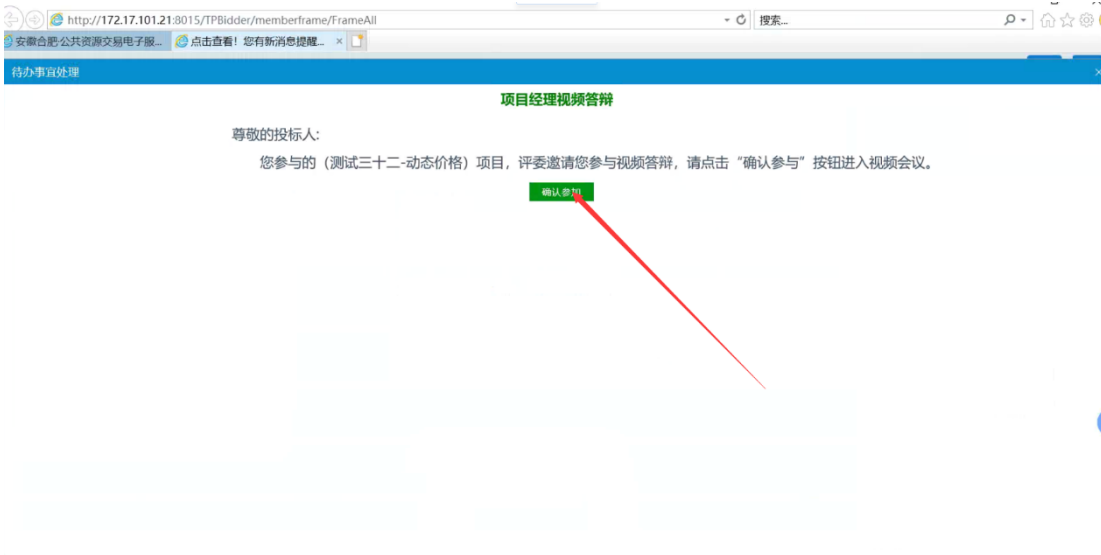 http://172.17.101.21:8015/TPBidder/memberframe/FrameAll
搜索...
安徽合肥公共资源交易电子服...
点击查看！您有新消息提醒...
待办事宜处理
项目经理视频答辩
尊敬的投标人：
您参与的（测试三十二-动态价格）项目，评委邀请您参与视频答辩，请点击“确认参与”按钮进入视频会议。
确认参加